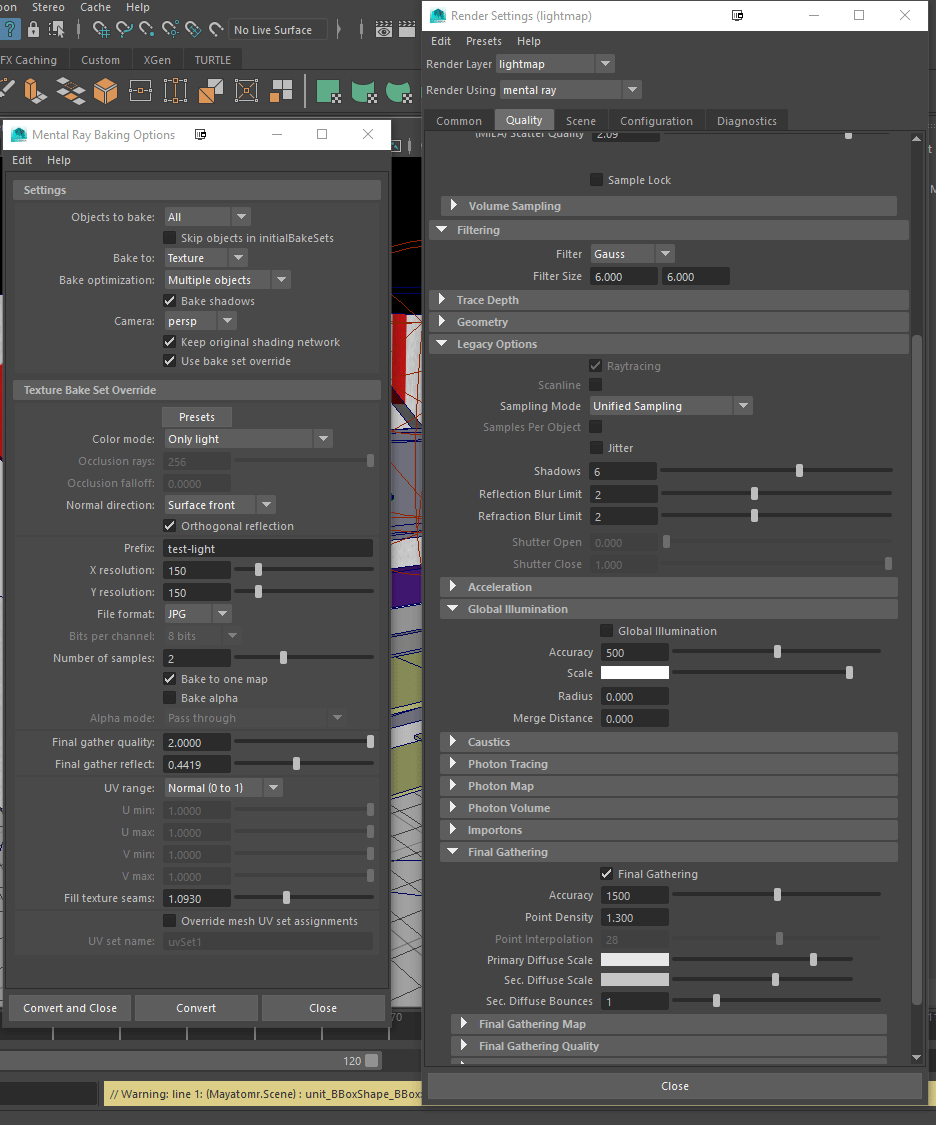 Stereo
Cache
Help
No Live Surface
FX Caching
Custom
XGen
TURTLE
Mental Ray Baking Options
Edit
Help
Settings
Objects to bake: All
Skip objects in initialBakeSets
Bake to: Texture
Bake optimization: Multiple objects
Bake shadows
Camera: persp
Keep original shading network
Use bake set override
Texture Bake Set Override
Presets
Color mode: Only light
Occlusion rays: 256
Occlusion falloff: 0.0000
Normal direction: Surface front
Orthogonal reflection
Prefix: test-light
X resolution: 150
Y resolution: 150
File format: JPG
Bits per channel: 8 bits
Number of samples: 2
Bake to one map
Bake alpha
Alpha mode: Pass through
Final gather quality: 2.0000
Final gather reflect: 0.4419
UV range: Normal (0 to 1)
U min: 1.0000
U max: 1.0000
V min: 1.0000
V max: 1.0000
Fill texture seams: 1.0930
Override mesh UV set assignments
UV set name: uvSet1
Convert and Close
Convert
Close
70
120
// Warning: line 1: (Mayatomr.Scene) : unit_BBoxShape_BBox
Render Settings (lightmap)
Edit
Presets
Help
Render Layer lightmap
Render Using mental ray
Common
Quality
Scene
Configuration
Diagnostics
(MILA) Scatter Quality 2.09
Sample Lock
Volume Sampling
Filtering
Filter Gauss
Filter Size 6.000 6.000
Trace Depth
Geometry
Legacy Options
Raytracing
Scanline
Sampling Mode Unified Sampling
Samples Per Object
Jitter
Shadows 6
Reflection Blur Limit 2
Refraction Blur Limit 2
Shutter Open 0.000
Shutter Close 1.000
Acceleration
Global Illumination
Global Illumination
Accuracy 500
Scale
Radius 0.000
Merge Distance 0.000
Caustics
Photon Tracing
Photon Map
Photon Volume
Importons
Final Gathering
Final Gathering
Accuracy 1500
Point Density 1.300
Point Interpolation 28
Primary Diffuse Scale
Sec. Diffuse Scale
Sec. Diffuse Bounces 1
Final Gathering Map
Final Gathering Quality
Close